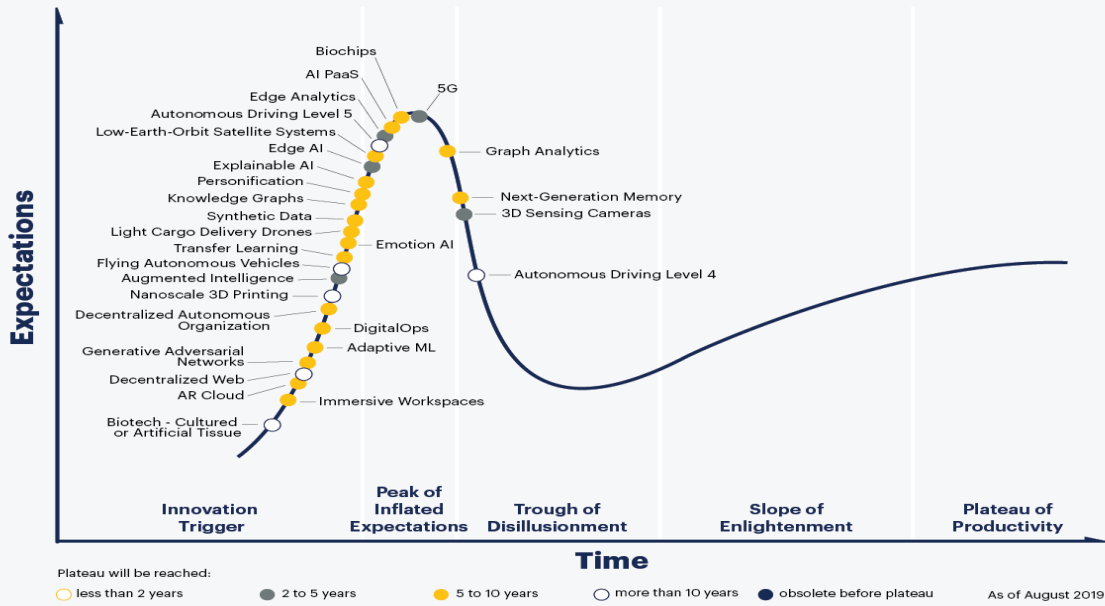 Biochips
AI PaaS
5G
Edge Analytics
Autonomous Driving Level 5
Low-Earth-Orbit Satellite Systems
Edge AI
Graph Analytics
Explainable AI
Personification
Knowledge Graphs
Next-Generation Memory
Synthetic Data
3D Sensing Cameras
Light Cargo Delivery Drones
Emotion AI
Transfer Learning
Flying Autonomous Vehicles
Augmented Intelligence
Autonomous Driving Level 4
Nanoscale 3D Printing
Decentralized Autonomous
Organization
DigitalOps
Adaptive ML
Generative Adversarial
Networks
Decentralized Web
AR Cloud
Immersive Workspaces
Biotech - Cultured
or Artificial Tissue
Expectations
Innovation
Trigger
Peak of
Inflated
Expectations
Trough of
Disillusionment
Slope of
Enlightenment
Plateau of
Productivity
Time
Plateau will be reached:
less than 2 years
2 to 5 years
5 to 10 years
more than 10 years
obsolete before plateau
As of August 2019